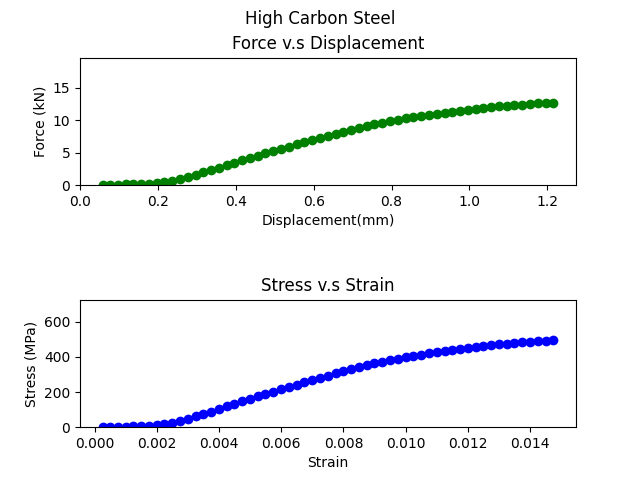 High Carbon Steel
Force v.s Displacement
Force (kN)
15
10
5
0
0.0 0.2 0.4 0.6 0.8 1.0 1.2
Displacement(mm)
Stress v.s Strain
Stress (MPa)
600
400
200
0
0.000 0.002 0.004 0.006 0.008 0.010 0.012 0.014
Strain